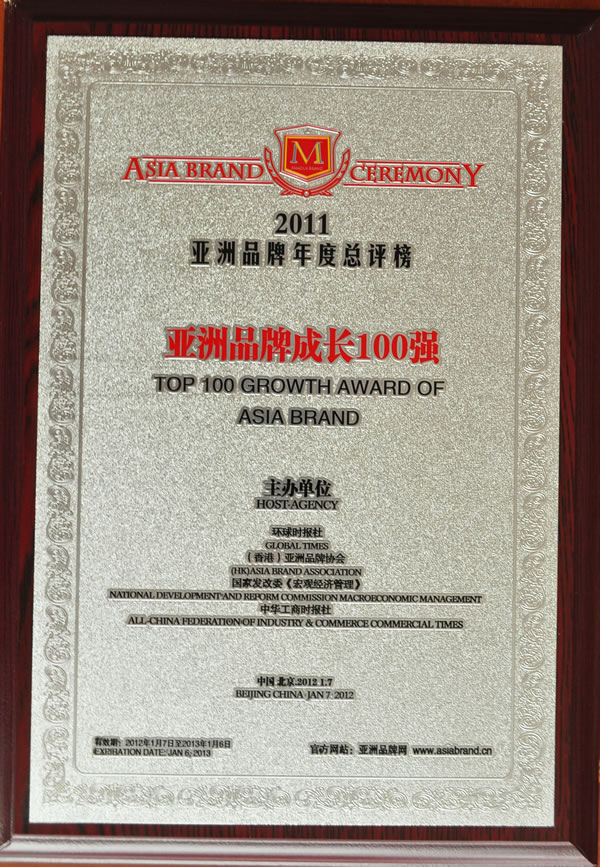 ASIA BRAND M CEREMONY
FAMOUS BRAND
2011
亚洲品牌年度总评榜
亚洲品牌成长100强
TOP 100 GROWTH AWARD OF
ASIA BRAND
主办单位
HOST-AGENCY
环球时报社
GLOBAL TIMES
（香港）亚洲品牌协会
(HK)ASIA BRAND ASSOCIATION
国家发改委《宏观经济管理》
NATIONAL DEVELOPMENT AND REFORM COMMISSION MACROECONOMIC MANAGEMENT
中华工商时报社
ALL-CHINA FEDERATION OF INDUSTRY & COMMERCE COMMERCIAL TIMES
中国 北京.2012 1.7
BEIJING CHINA · JAN 7 · 2012
有效期：2012年1月7日至2013年1月6日
EXPIRATION DATE: JAN 6, 2013
官方网站：亚洲品牌网 www.asiabrand.cn